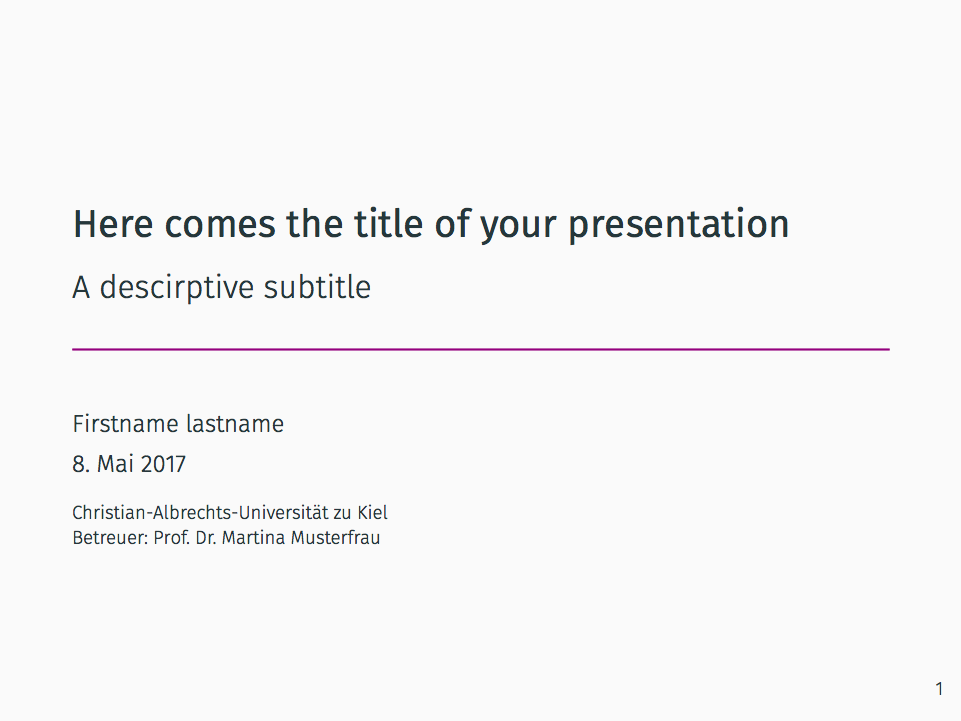 Here comes the title of your presentation
A descirptive subtitle
Firstname lastname
8. Mai 2017
Christian-Albrechts-Universität zu Kiel
Betreuer: Prof. Dr. Martina Musterfrau
1